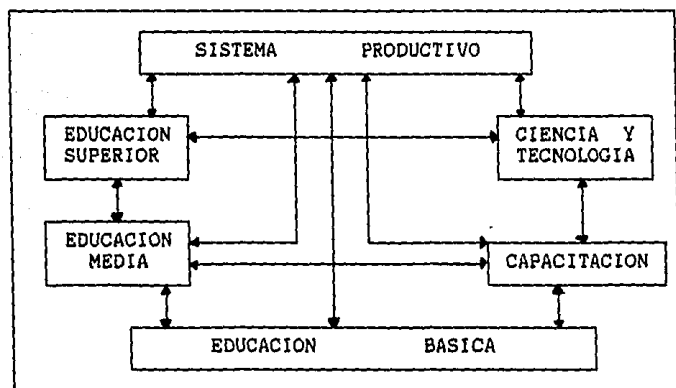 SISTEMA PRODUCTIVO
EDUCACION
SUPERIOR
CIENCIA Y
TECNOLOGIA
EDUCACION
MEDIA
CAPACITACION
EDUCACION BASICA